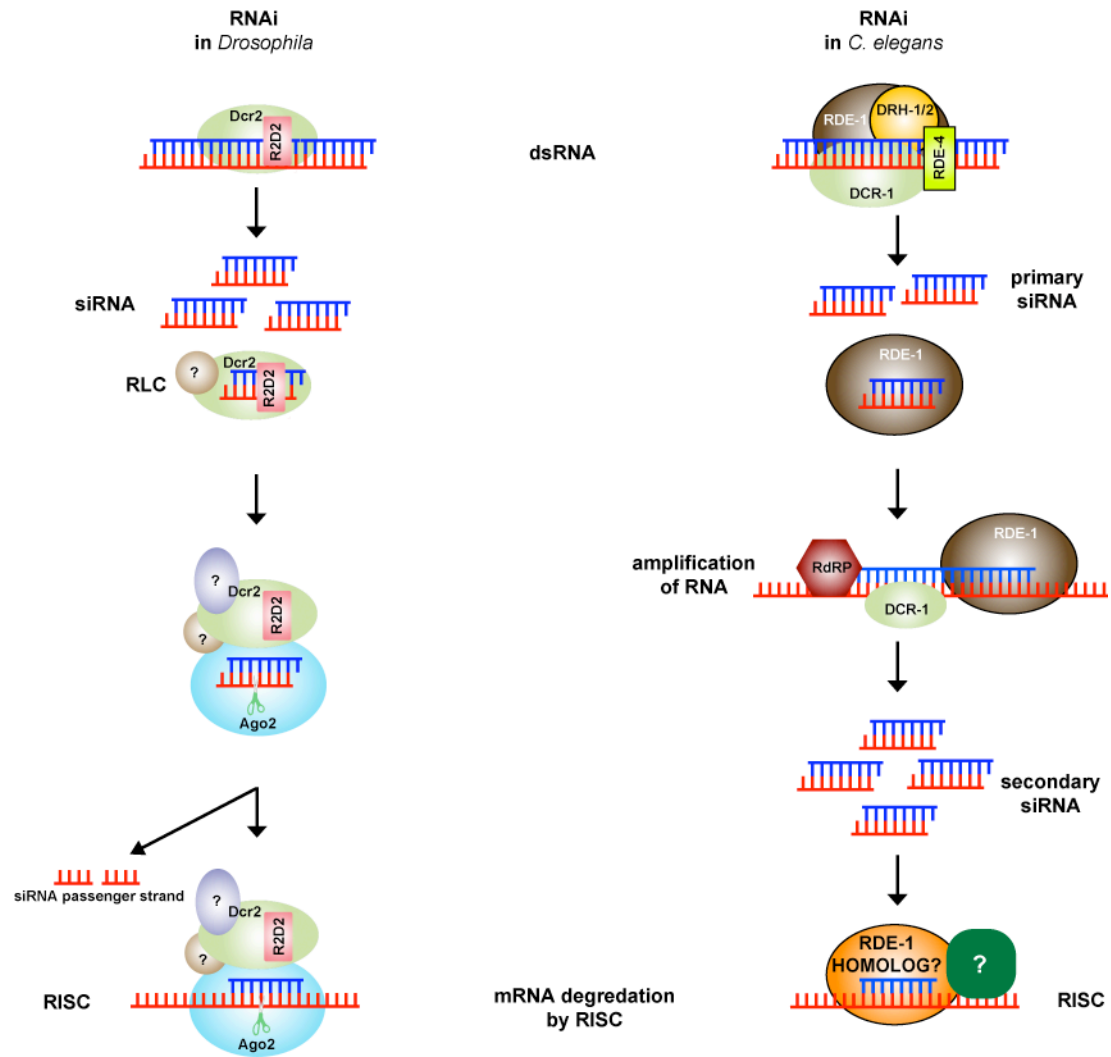 RNAi
in Drosophila
RNAi
in C. elegans
Dcr2
R2D2
dsRNA
RDE-1
DRH-1/2
RDE-4
DCR-1
siRNA
primary
siRNA
?
Dcr2
R2D2
RLC
RDE-1
?
Dcr2
R2D2
?
Ago2
amplification
of RNA
RdRP
RDE-1
DCR-1
secondary
siRNA
siRNA passenger strand
?
Dcr2
R2D2
?
RISC
Ago2
mRNA degredation
by RISC
RDE-1
HOMOLOG?
?
RISC